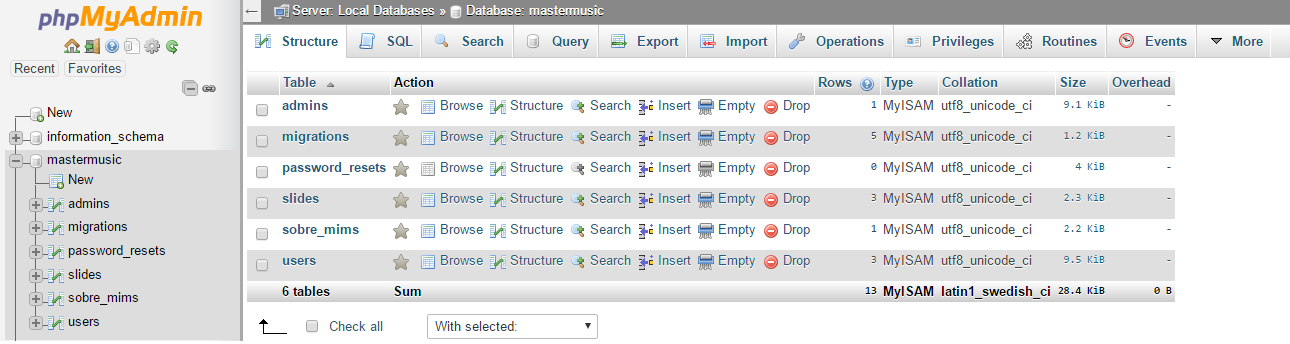 phpMyAdmin
Recent Favorites
New
information_schema
mastermusic
New
admins
migrations
password_resets
slides
sobre_mims
users
Server: Local Databases » Database: mastermusic
Structure SQL Search Query Export Import Operations Privileges Routines Events More
Table Action Rows Type Collation Size Overhead
admins Browse Structure Search Insert Empty Drop 1 MyISAM utf8_unicode_ci 9.1 KiB -
migrations Browse Structure Search Insert Empty Drop 5 MyISAM utf8_unicode_ci 1.2 KiB -
password_resets Browse Structure Search Insert Empty Drop 0 MyISAM utf8_unicode_ci 4 KiB -
slides Browse Structure Search Insert Empty Drop 3 MyISAM utf8_unicode_ci 2.3 KiB -
sobre_mims Browse Structure Search Insert Empty Drop 1 MyISAM utf8_unicode_ci 2.2 KiB -
users Browse Structure Search Insert Empty Drop 3 MyISAM utf8_unicode_ci 9.5 KiB -
6 tables Sum 13 MyISAM latin1_swedish_ci 28.4 KiB 0 B
Check all With selected: